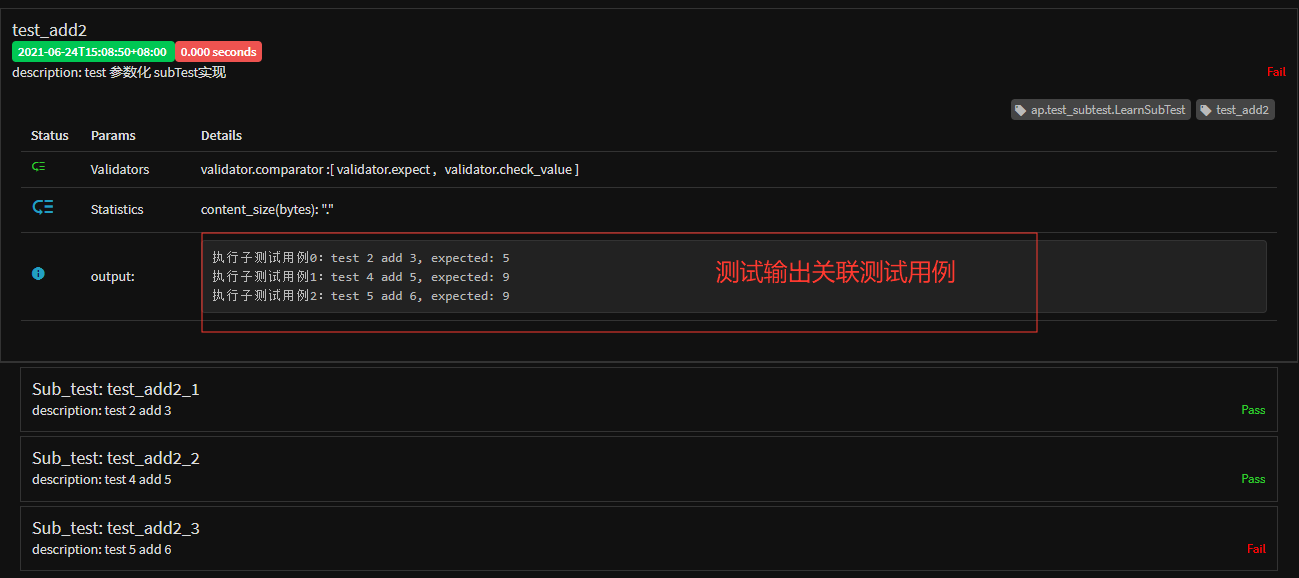 test_add2
2021-06-24T15:08:50+08:00 0.000 seconds
description: test 参数化 subTest实现
Fail
ap.test_subtest.LearnSubTest test_add2
Status Params Details
Validators validator.comparator :[ validator.expect , validator.check_value ]
Statistics content_size(bytes): "."
output:
执行子测试用例0: test 2 add 3, expected: 5
执行子测试用例1: test 4 add 5, expected: 9
执行子测试用例2: test 5 add 6, expected: 9
测试输出关联测试用例
Sub_test: test_add2_1
description: test 2 add 3
Pass
Sub_test: test_add2_2
description: test 4 add 5
Pass
Sub_test: test_add2_3
description: test 5 add 6
Fail